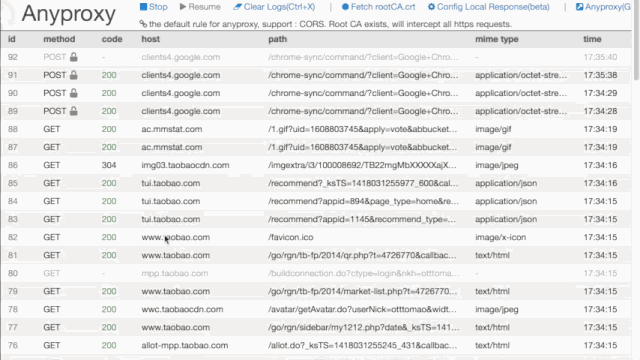 Anyproxy
Stop Resume Clear Logs(Ctrl+X) Fetch rootCA.crt Config Local Response(beta) Anyproxy(G
the default rule for anyproxy, support : CORS. Root CA exists, will intercept all https requests.
id method code host path mime type time
92 POST - clients4.google.com /chrome-sync/command/?client=Google+Chro... - 17:35:40
91 POST 200 clients4.google.com /chrome-sync/command/?client=Google+Chro... application/octet-stre... 17:35:38
90 POST 200 clients4.google.com /chrome-sync/command/?client=Google+Chro... application/octet-stre... 17:34:29
89 POST 200 clients4.google.com /chrome-sync/command/?client=Google+Chro... application/octet-stre... 17:34:28
88 GET 200 ac.mmstat.com /1.gif?uid=1608803745&apply=vote&abbucket... image/gif 17:34:19
87 GET 200 ac.mmstat.com /1.gif?uid=1608803745&apply=vote&abbucket... image/gif 17:34:19
86 GET 304 img03.taobaocdn.com /imgextra/i3/100008692/TB22mgMbXXXXXajX... image/jpeg 17:34:16
85 GET 200 tui.taobao.com /recommend?_ksTS=1418031255977_600&cal... application/json 17:34:16
84 GET 200 tui.taobao.com /recommend?appid=894&page_type=home&re... application/json 17:34:15
83 GET 200 tui.taobao.com /recommend?appid=1145&recommend_type=... application/json 17:34:15
82 GET 200 www.taobao.com /favicon.ico image/x-icon 17:34:15
81 GET 200 www.taobao.com /go/rgn/tb-fp/2014/qr.php?t=4726770&callbac... text/html 17:34:15
80 GET - mpp.taobao.com /buildconnection.do?ctype=login&nkh=otttoma... - 17:34:15
79 GET 200 www.taobao.com /go/rgn/tb-fp/2014/market-list.php?t=4726770... text/html 17:34:15
78 GET 200 wwc.taobaocdn.com /avatar/getAvatar.do?userNick=otttomao&widt... image/jpeg 17:34:15
77 GET 200 www.taobao.com /go/rgn/sidebar/my1212.php?date&_ksTS=141... text/html 17:34:15
76 GET 200 allot-mpp.taobao.com /allot.do?_ksTS=1418031255245_431&callbac... text/html 17:34:15